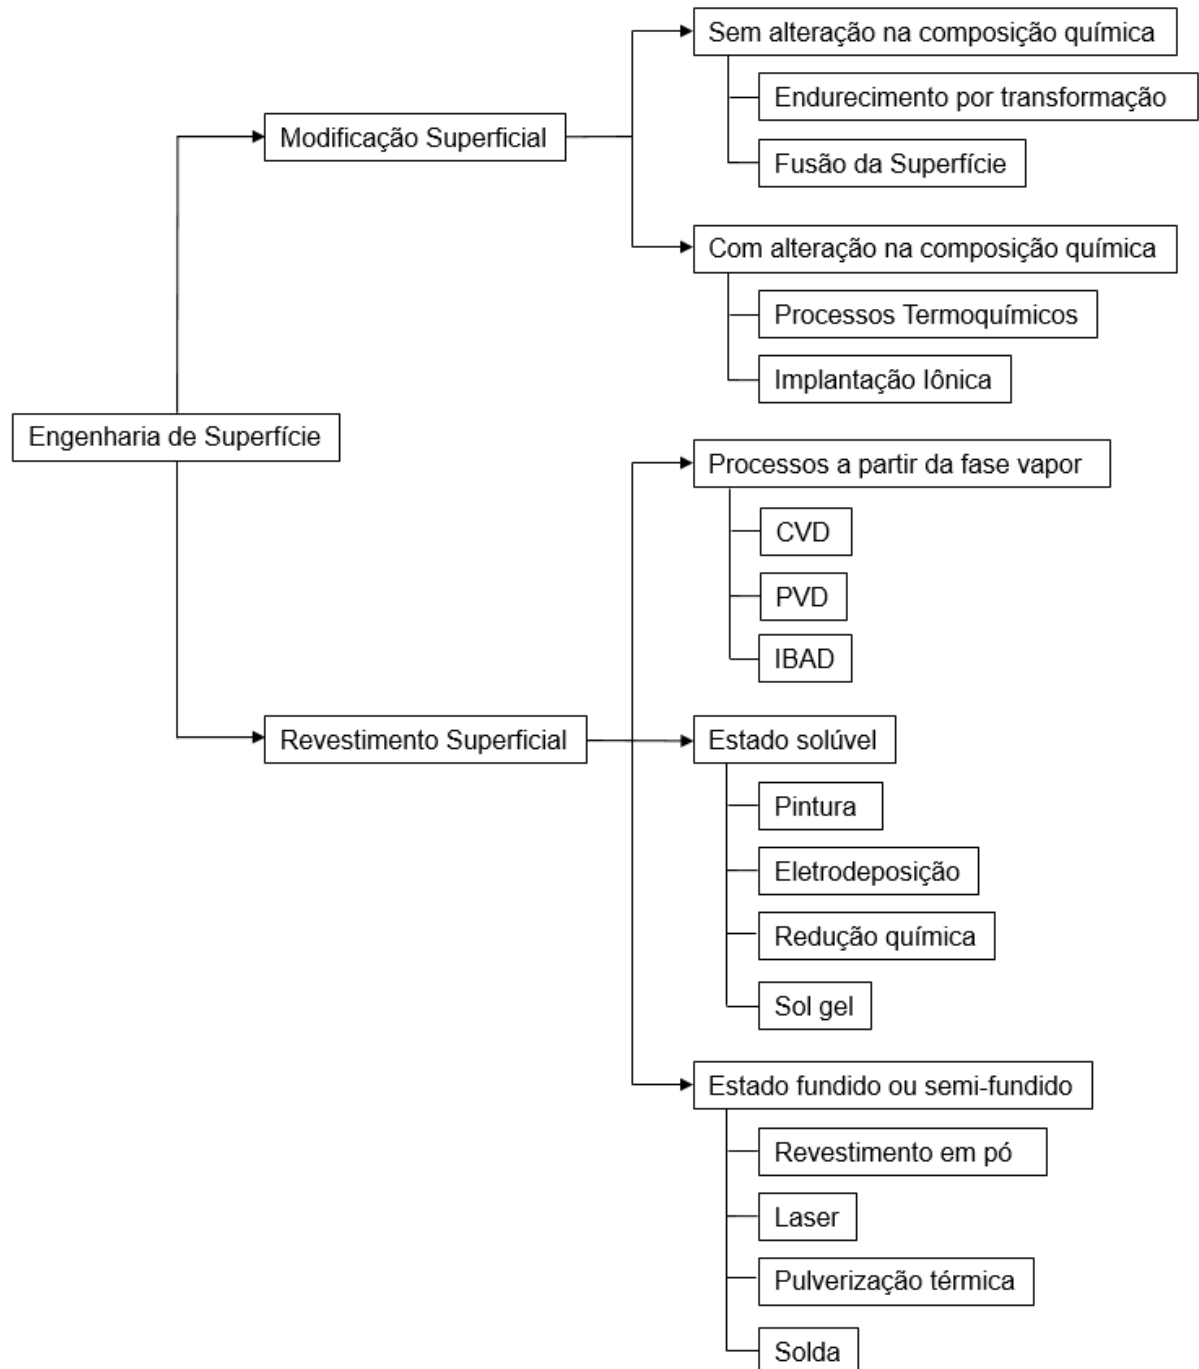 Engenharia de Superfície
Modificação Superficial
Sem alteração na composição química
Endurecimento por transformação
Fusão da Superfície
Com alteração na composição química
Processos Termoquímicos
Implantação Iônica
Revestimento Superficial
Processos a partir da fase vapor
CVD
PVD
IBAD
Estado solúvel
Pintura
Eletrodeposição
Redução química
Sol gel
Estado fundido ou semi-fundido
Revestimento em pó
Laser
Pulverização térmica
Solda